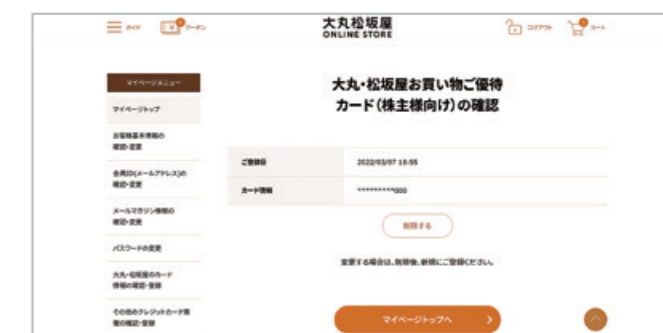 ガイド
クーポン
大丸松坂屋
ONLINE STORE
ログアウト
カート
マイページメニュー
マイページトップ
お客様基本情報の
確認・変更
会員ID(メールアドレス)の
確認・変更
メールマガジン情報の
確認・変更
パスワードの変更
大丸・松坂屋のカード
情報の確認・登録
その他のクレジットカード情
報の確認・登録
大丸・松坂屋お買い物ご優待
カード(株主様向け)の確認
ご登録日
2022/03/07 18:55
カード情報
*********000
削除する
変更する場合は、削除後、新規にご登録ください。
マイページトップへ